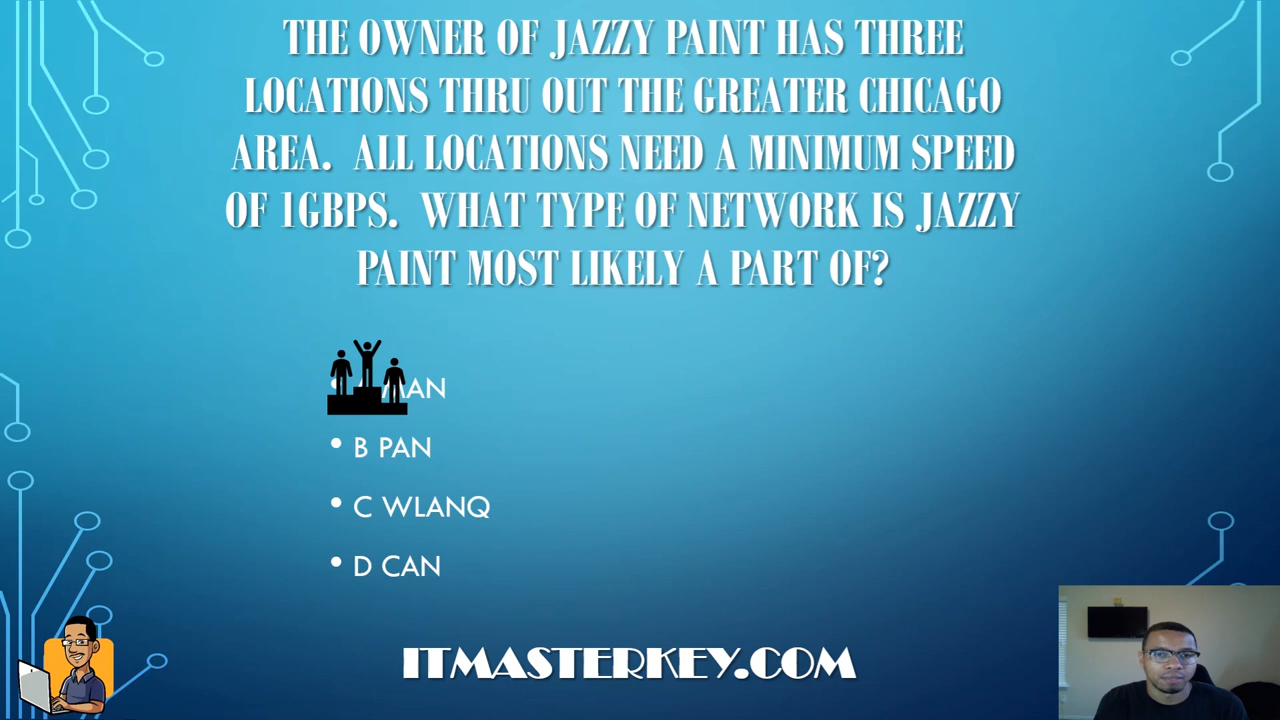 THE OWNER OF JAZZY PAINT HAS THREE
LOCATIONS THRU OUT THE GREATER CHICAGO
AREA. ALL LOCATIONS NEED A MINIMUM SPEED
OF 1GBPS. WHAT TYPE OF NETWORK IS JAZZY
PAINT MOST LIKELY A PART OF?
MAN
• B PAN
• C WLANQ
• D CAN
ITMASTERKEY.COM